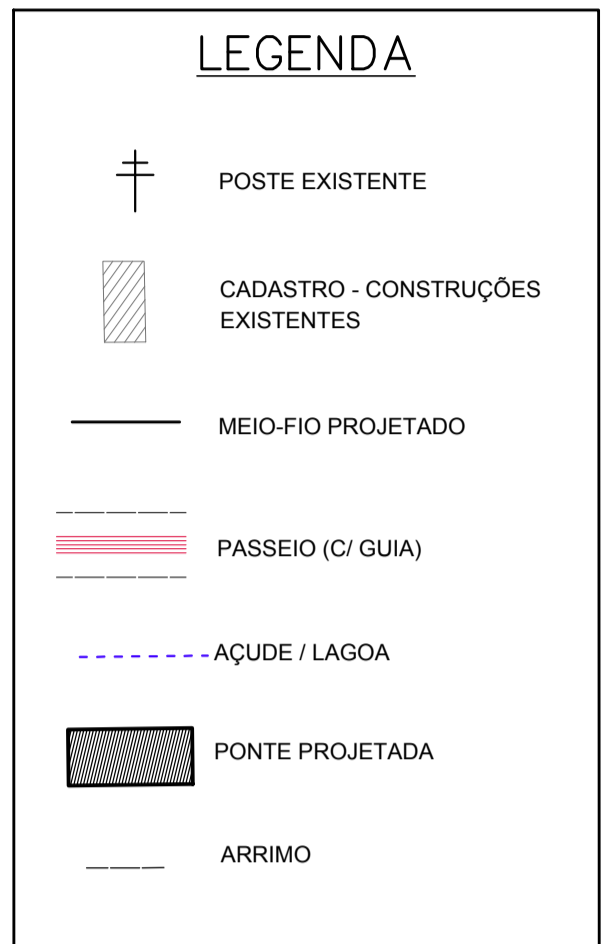 LEGENDA
POSTE EXISTENTE
CADASTRO - CONSTRUÇÕES
EXISTENTES
MEIO-FIO PROJETADO
PASSEIO (C/ GUIA)
AÇUDE / LAGOA
PONTE PROJETADA
ARRIMO